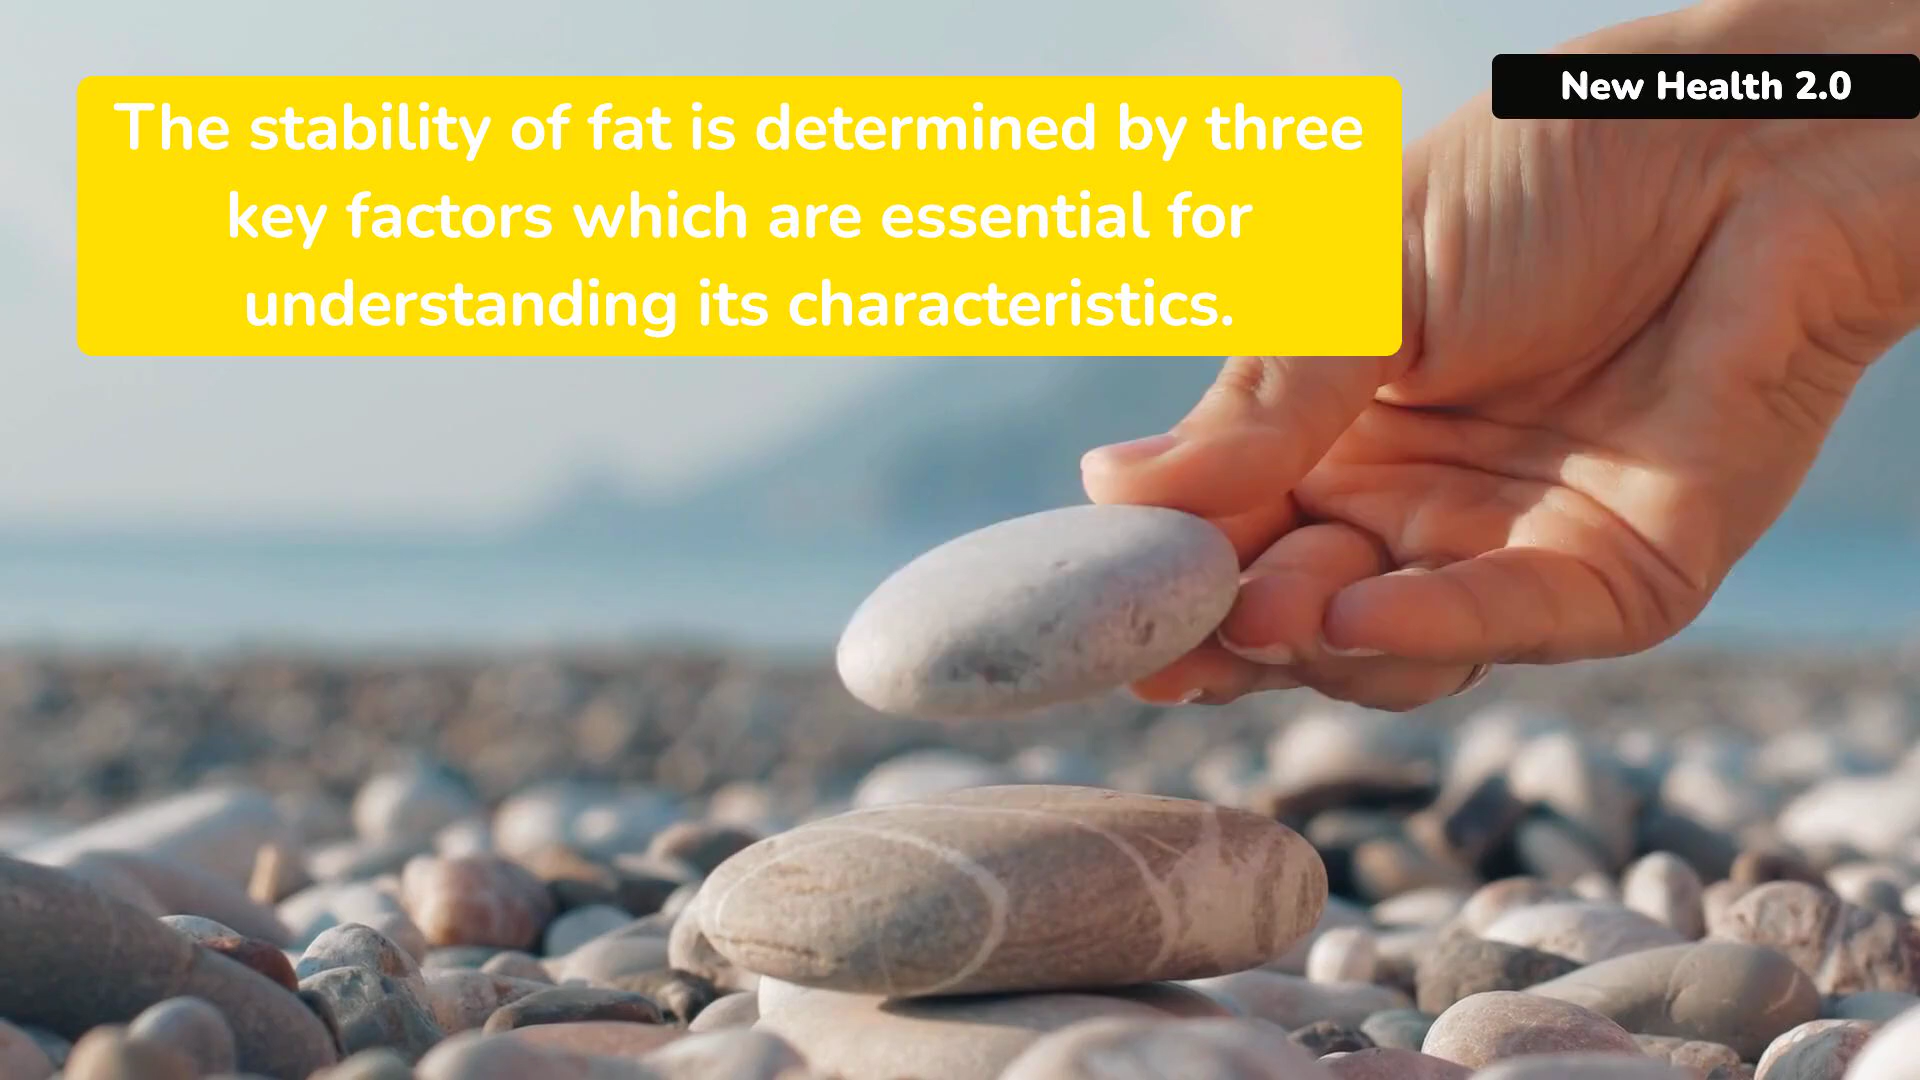 The stability of fat is determined by three
key factors which are essential for
understanding its characteristics.
New Health 2.0